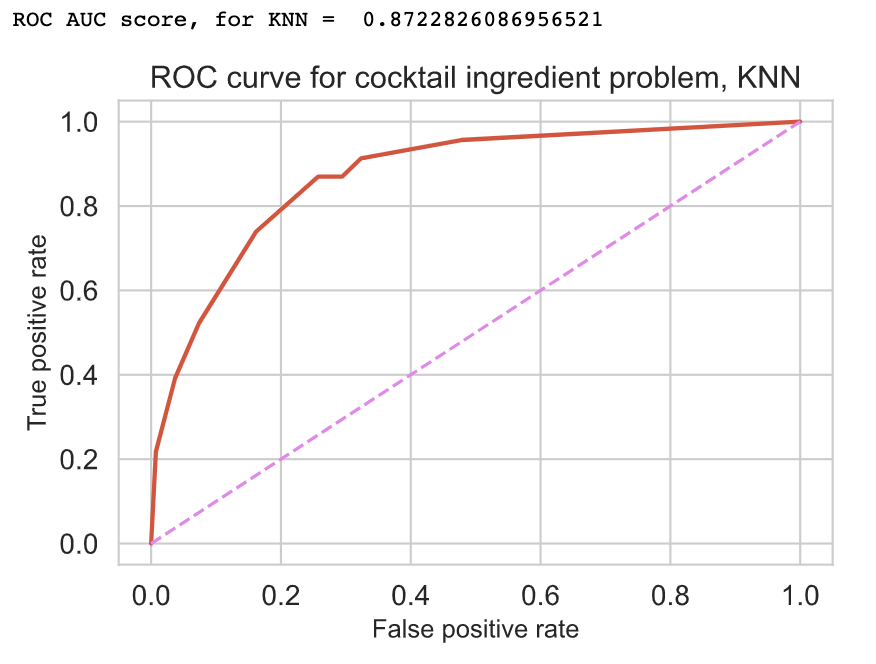 ROC AUC score, for KNN =  0.8722826086956521
ROC curve for cocktail ingredient problem, KNN
1.0
0.8
0.6
0.4
0.2
0.0
True positive rate
0.0 0.2 0.4 0.6 0.8 1.0
False positive rate